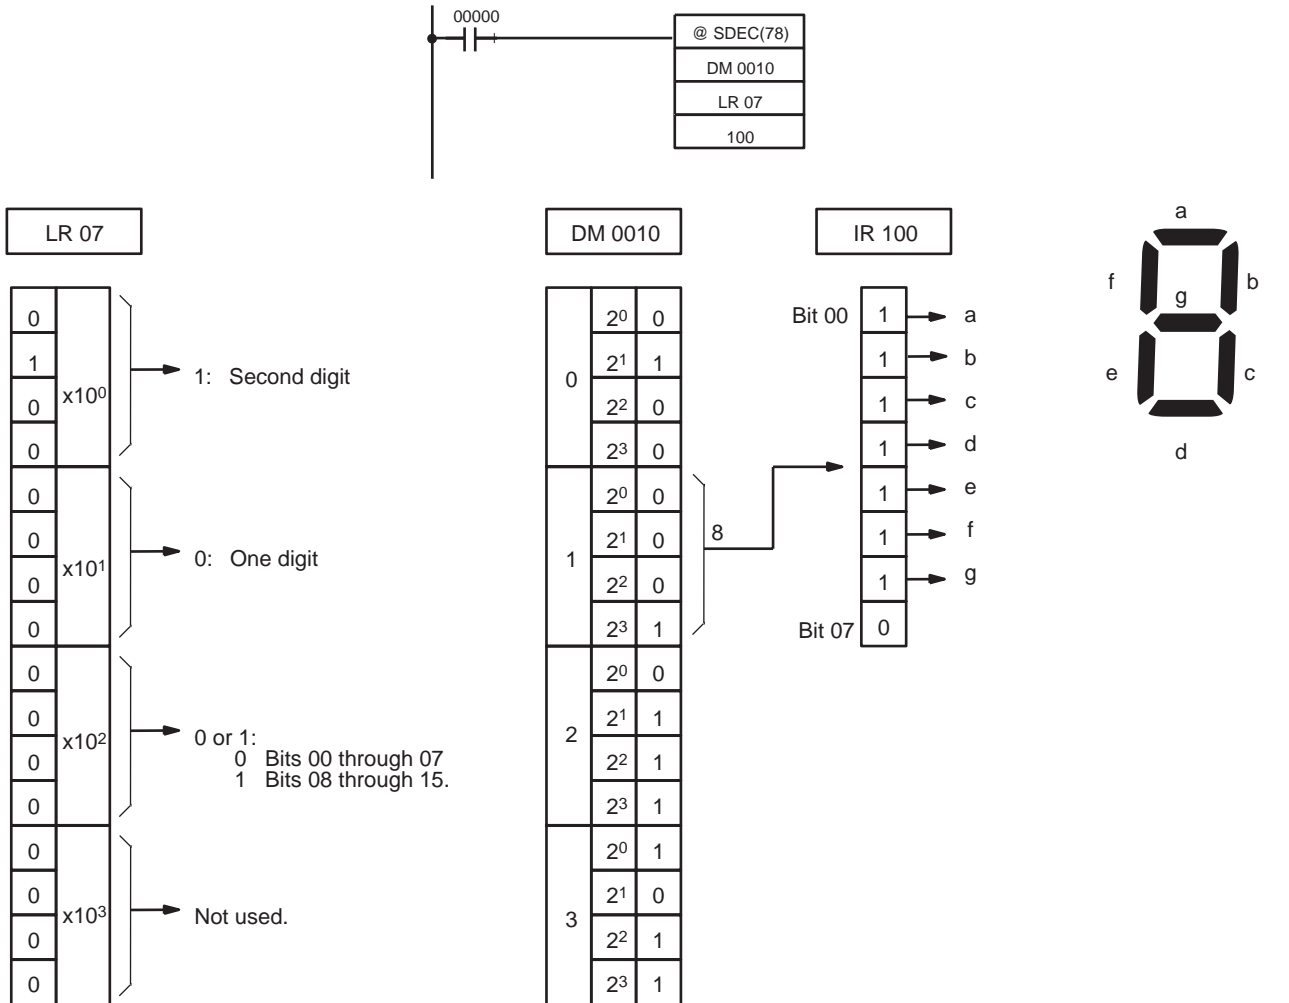 00000
@ SDEC(78)
DM 0010
LR 07
100
LR 07
0
1
0
0
x10⁰
1: Second digit
0
0
0
0
x10¹
0: One digit
0
0
0
0
x10²
0 or 1:
0 Bits 00 through 07
1 Bits 08 through 15.
0
0
0
0
x10³
Not used.
DM 0010
0
2⁰ 0
2¹ 1
2² 0
2³ 0
1
2⁰ 0
2¹ 0
2² 0
2³ 1
8
2
2⁰ 0
2¹ 1
2² 1
2³ 1
3
2⁰ 1
2¹ 0
2² 1
2³ 1
IR 100
Bit 00 1 a
1 b
1 c
1 d
1 e
1 f
1 g
Bit 07 0
a
f
b
g
e
c
d